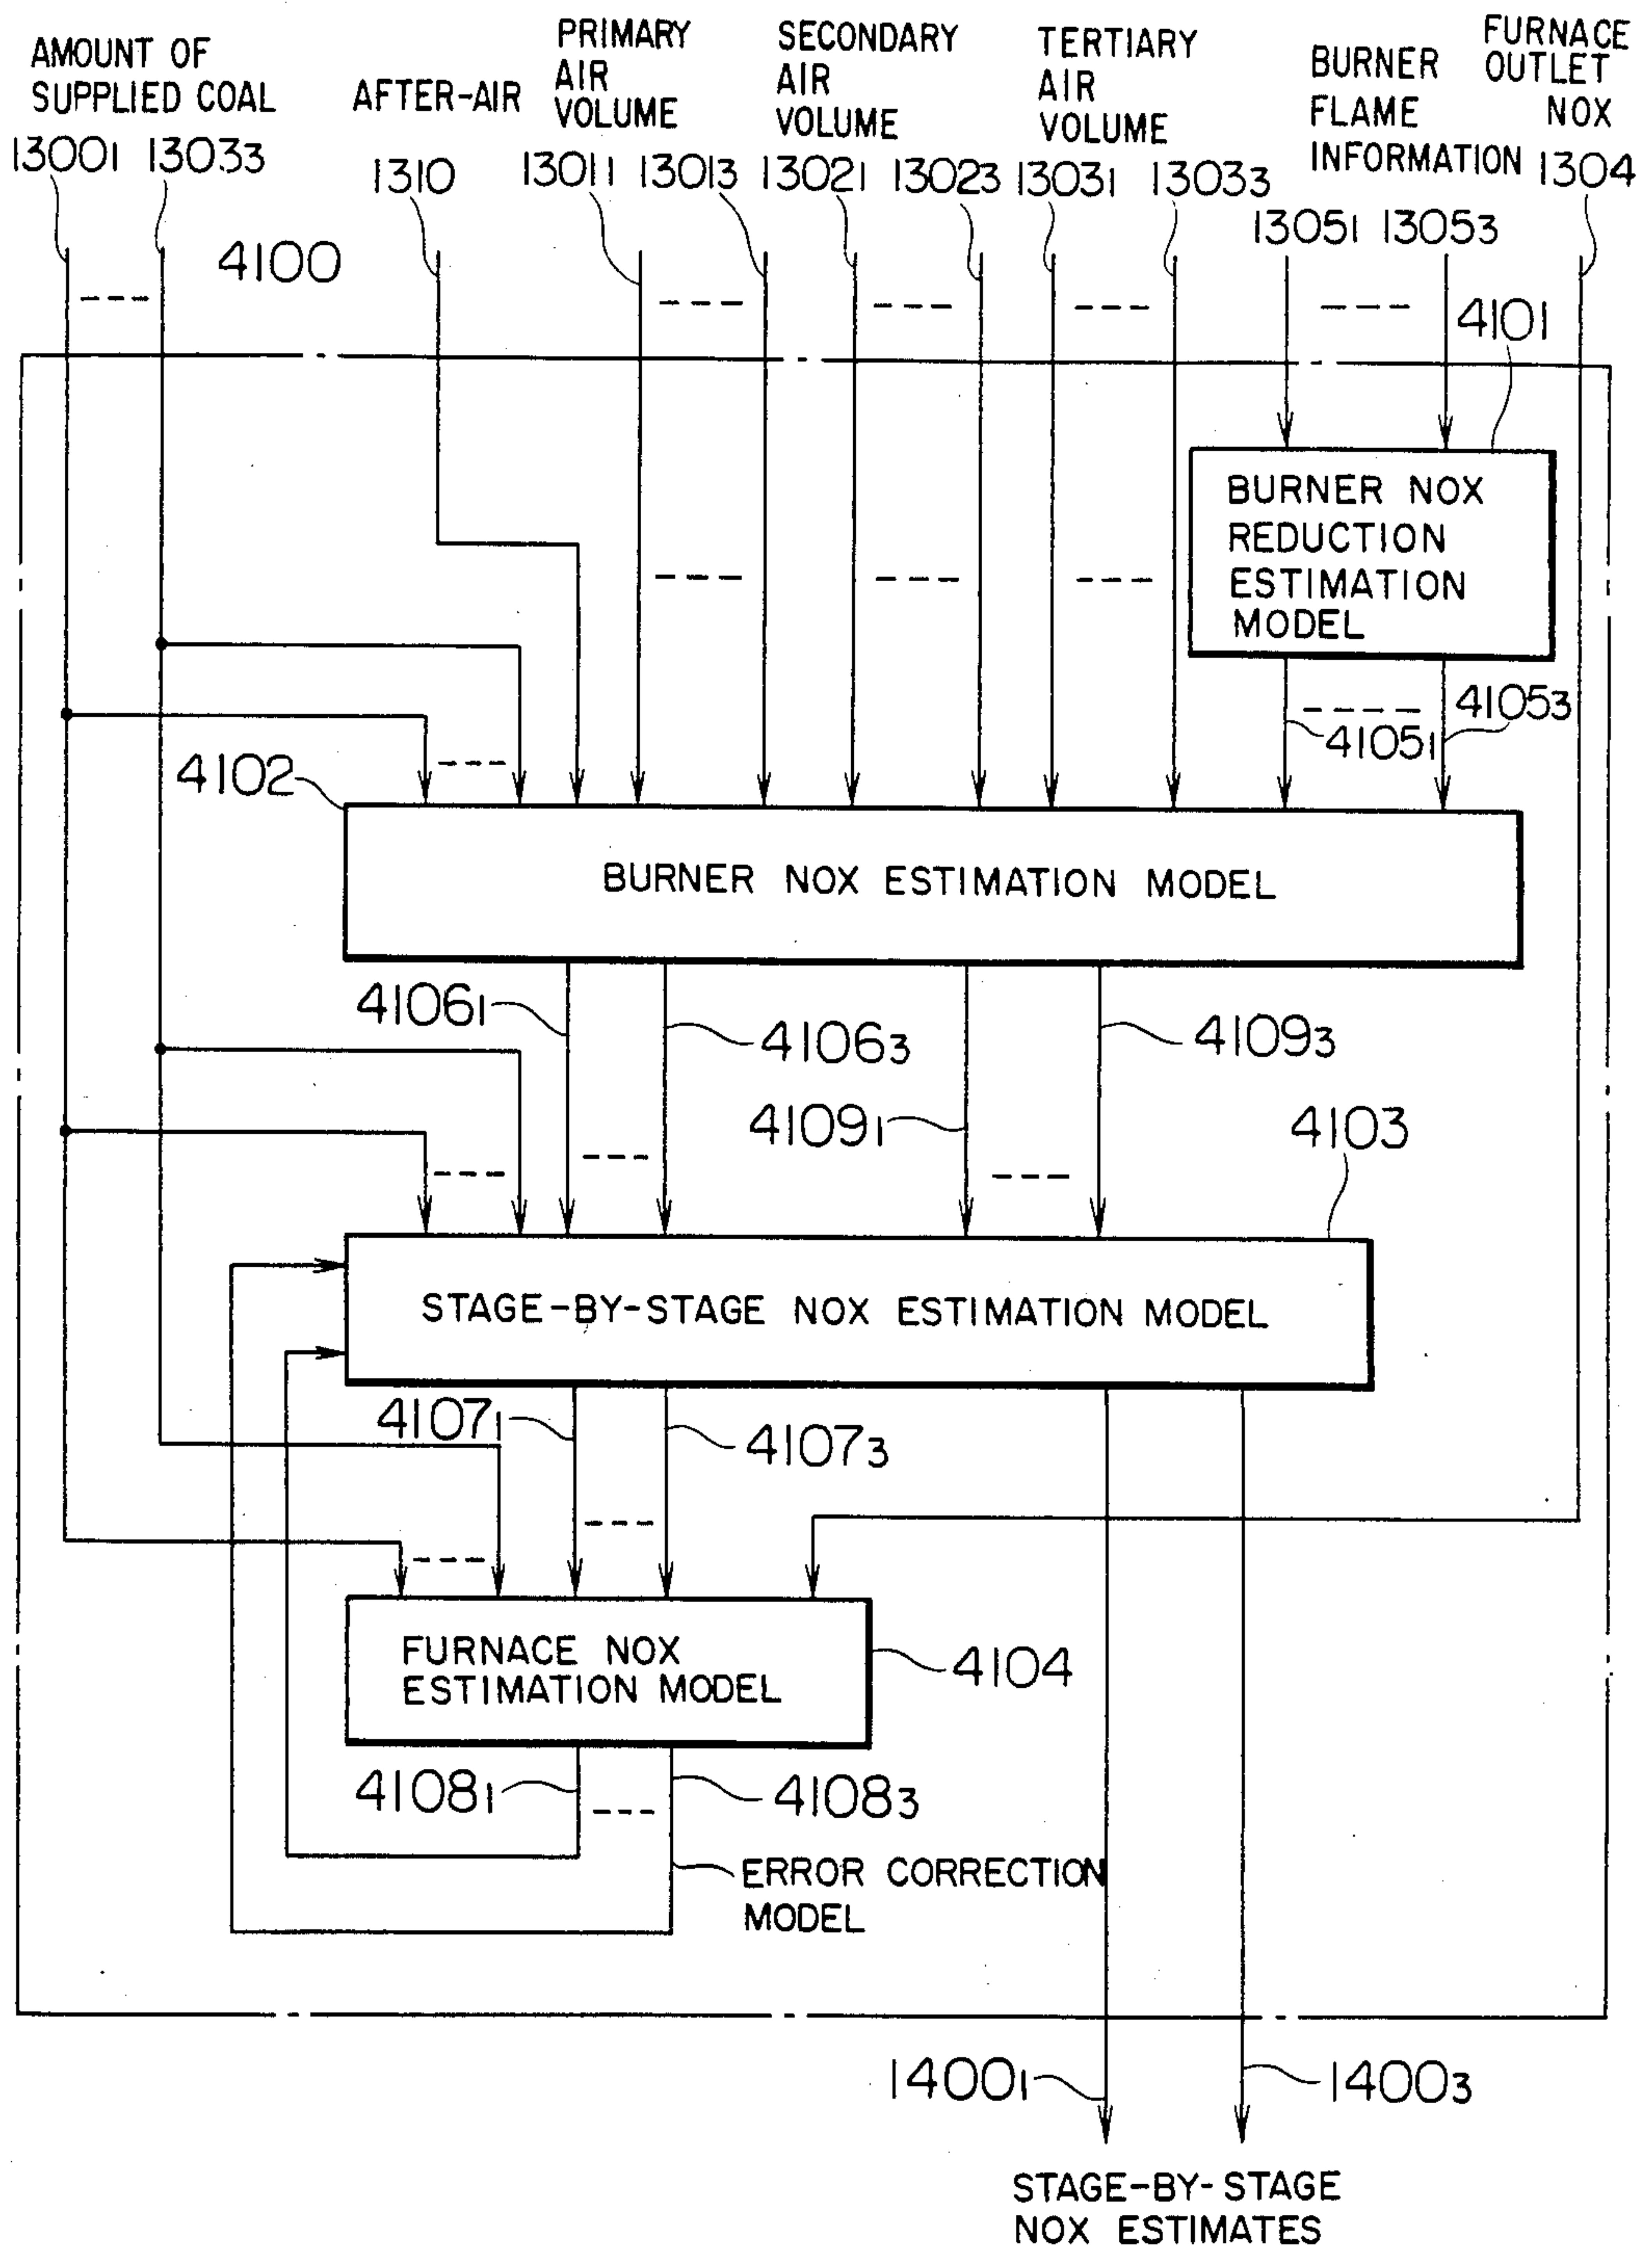 AMOUNT OF
SUPPLIED COAL
13001 13033
AFTER-AIR
1310
PRIMARY
AIR
VOLUME
13011 13013
SECONDARY
AIR
VOLUME
13021 13023
TERTIARY
AIR
VOLUME
13031 13033
BURNER
FLAME
INFORMATION
13051 13053
FURNACE
OUTLET
NOX
1304
4100
4101
BURNER NOX
REDUCTION
ESTIMATION
MODEL
41051
41053
4102
BURNER NOX ESTIMATION MODEL
41061
41063
41091
41093
4103
STAGE-BY-STAGE NOX ESTIMATION MODEL
41071
41073
FURNACE NOX
ESTIMATION MODEL
4104
41081
41083
ERROR CORRECTION
MODEL
14001
14003
STAGE-BY-STAGE
NOX ESTIMATES